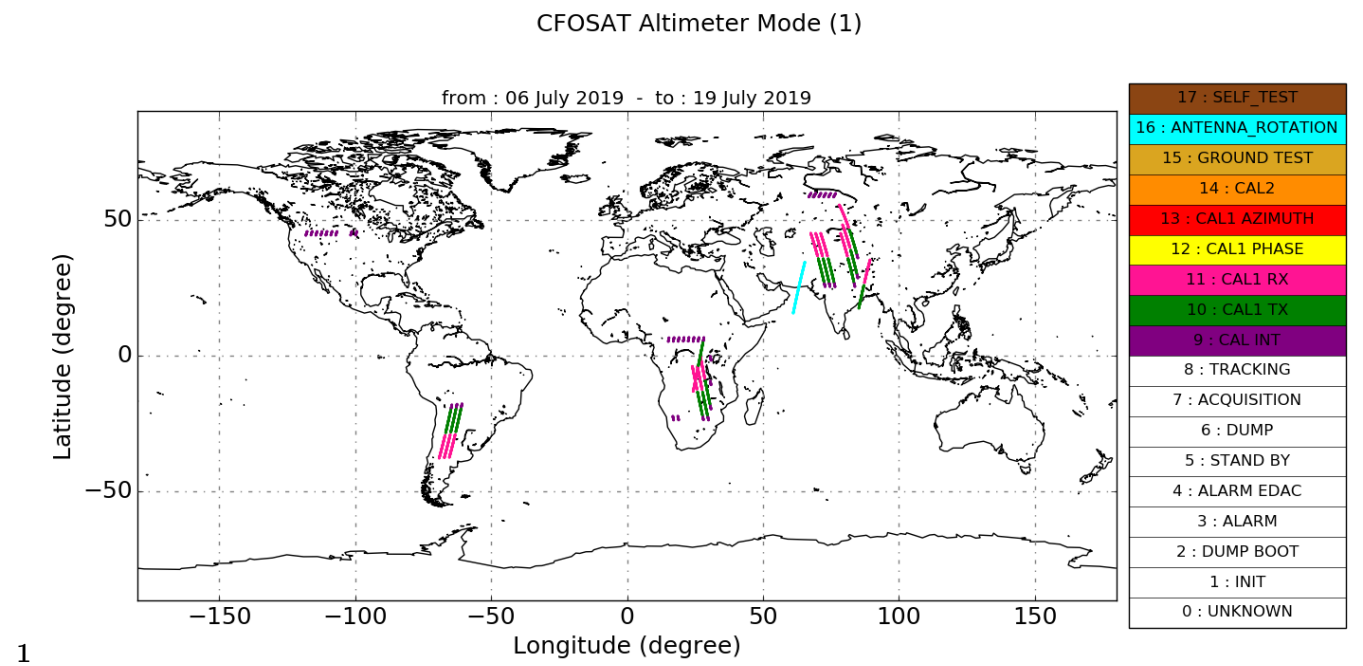 CFOSAT Altimeter Mode (1)
from : 06 July 2019 - to : 19 July 2019
17 : SELF_TEST
16 : ANTENNA_ROTATION
15 : GROUND TEST
14 : CAL2
13 : CAL1 AZIMUTH
12 : CAL1 PHASE
11 : CAL1 RX
10 : CAL1 TX
9 : CAL INT
8 : TRACKING
7 : ACQUISITION
6 : DUMP
5 : STAND BY
4 : ALARM EDAC
3 : ALARM
2 : DUMP BOOT
1 : INIT
0 : UNKNOWN
Latitude (degree)
50
0
−50
−150 −100 −50 0 50 100 150
Longitude (degree)
1